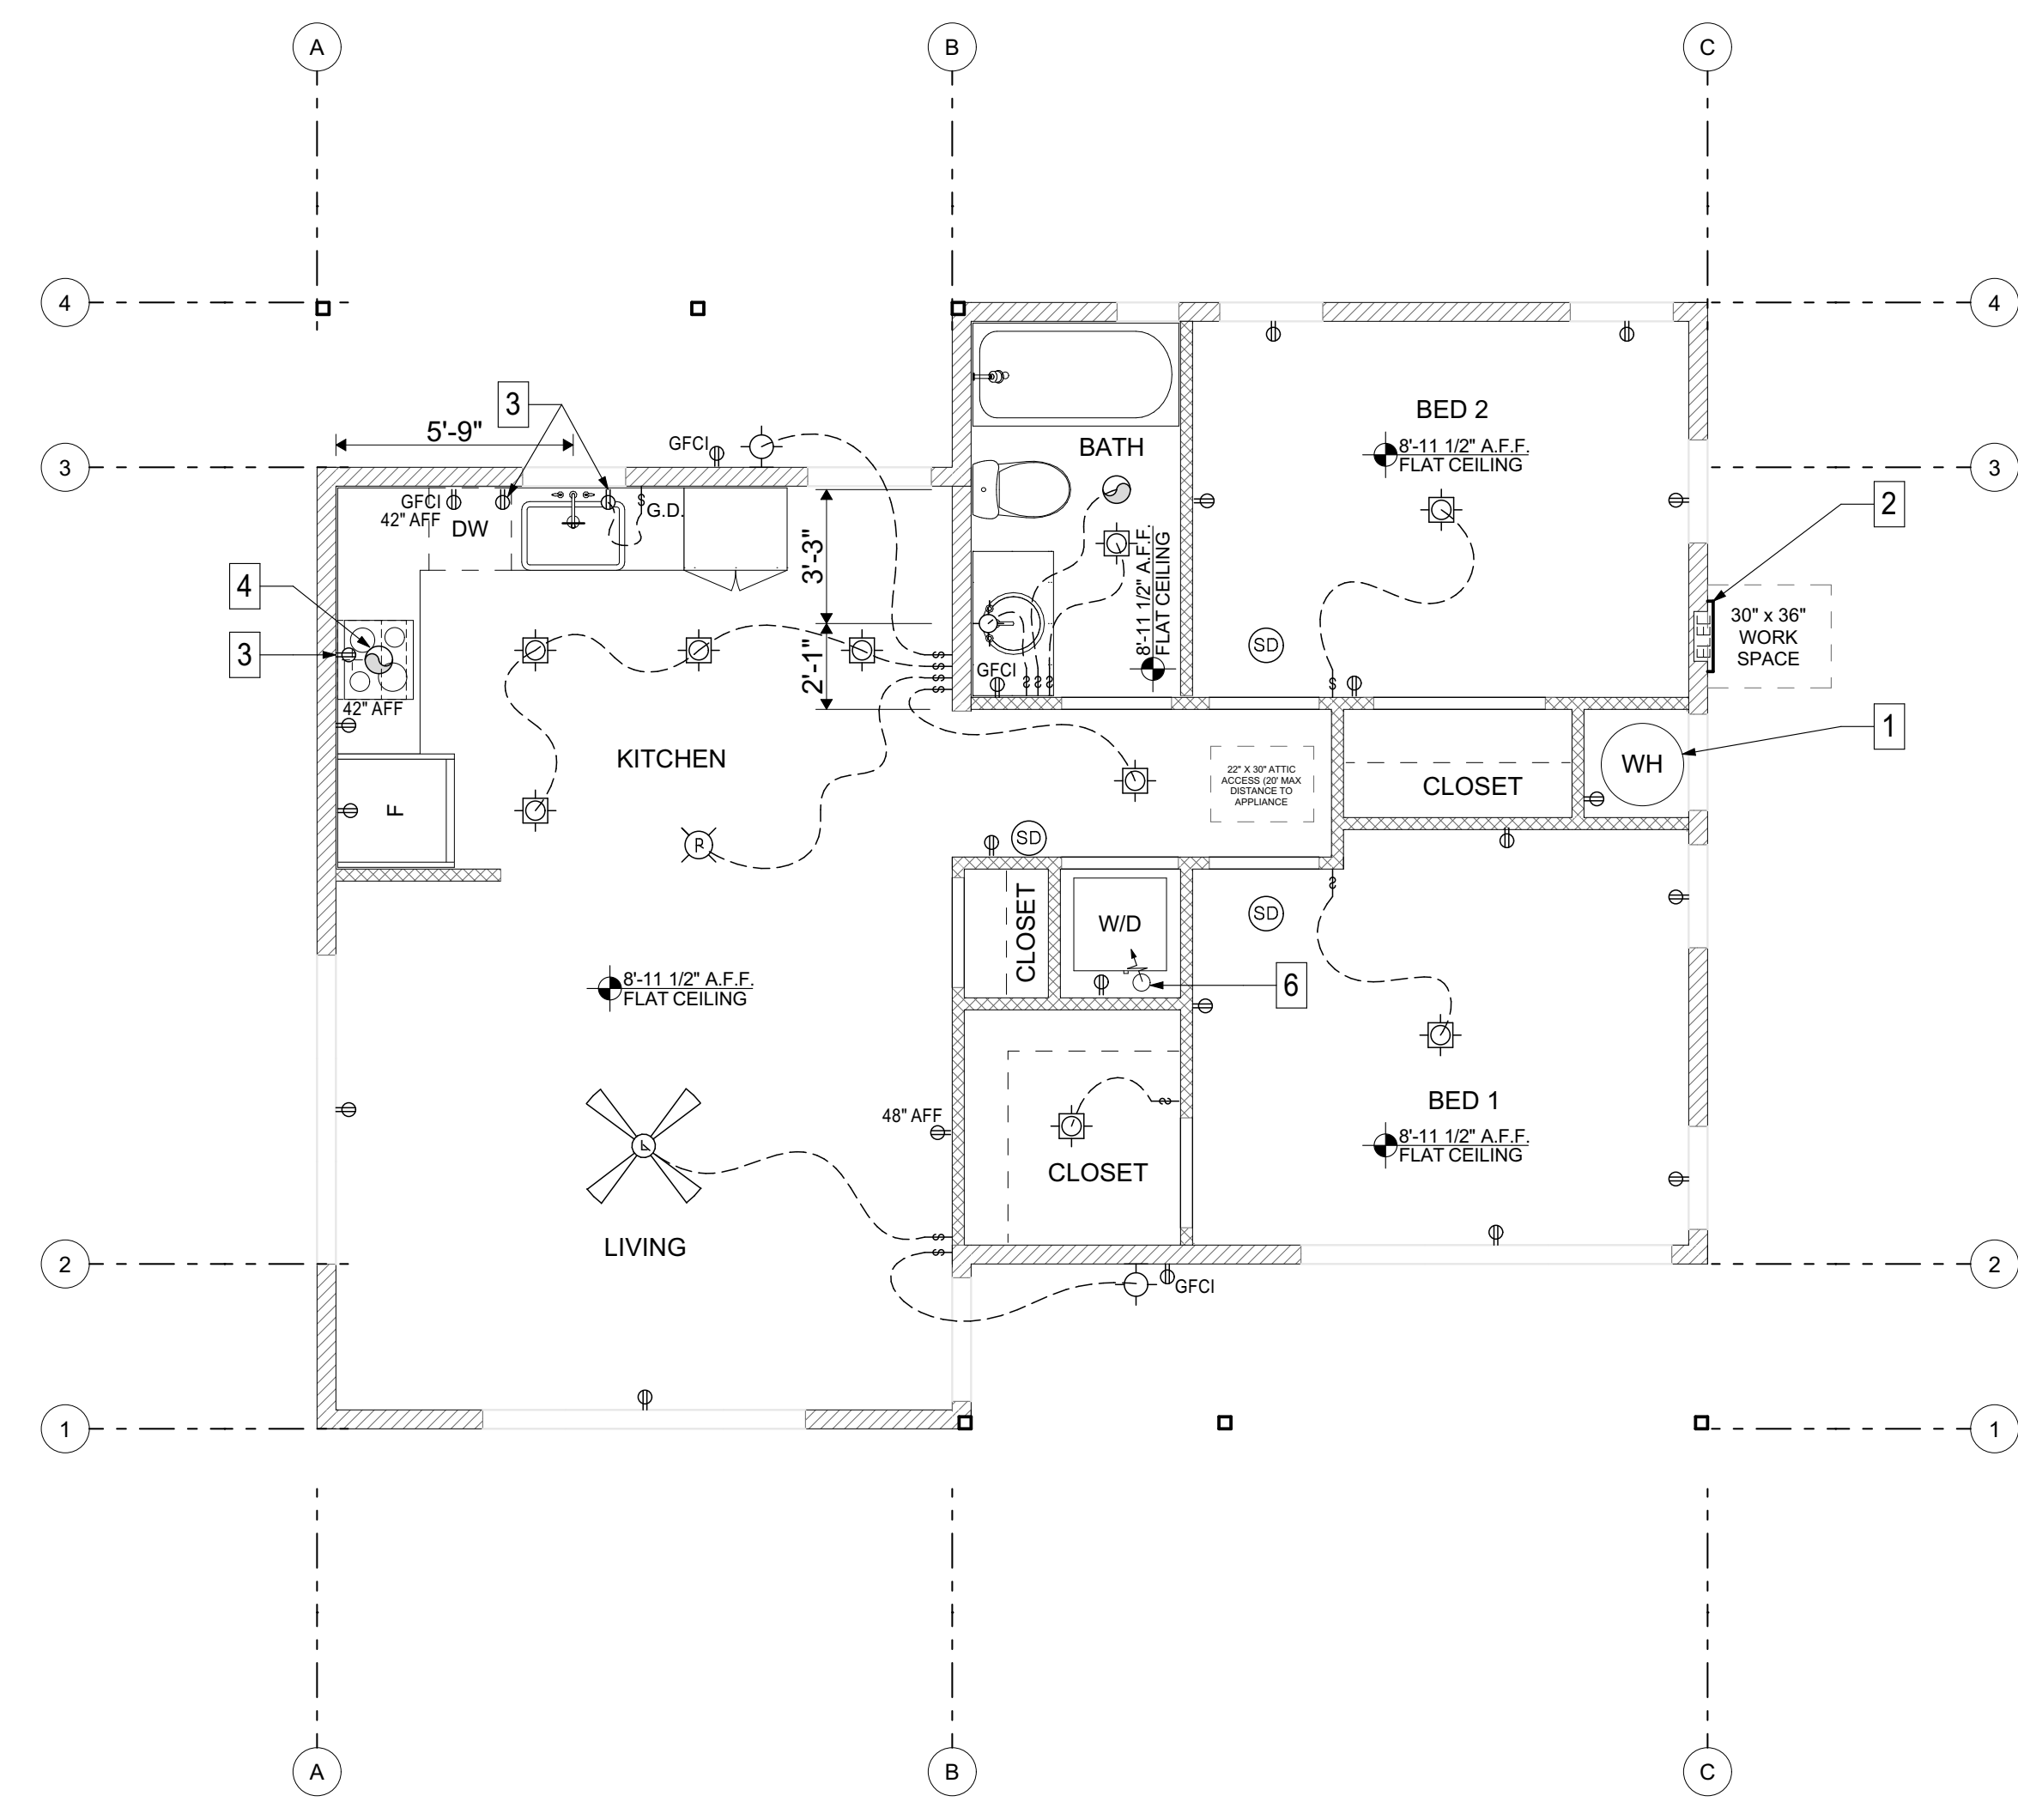 A
B
C
4
4
3
5'-9"
GFCI
BATH
BED 2
8'-11 1/2" A.F.F.
FLAT CEILING
3
3
GFCI
42" AFF
DW
G.D.
2
3'-3"
8'-11 1/2" A.F.F.
FLAT CEILING
4
30" x 36"
WORK
SPACE
ELEC
3
SD
2'-1"
GFCI
S
S
S
S
S
S
S
S
S
42" AFF
1
KITCHEN
22" X 30" ATTIC
ACCESS (20' MAX
DISTANCE TO
APPLIANCE
CLOSET
WH
F
R
SD
S
CLOSET
W/D
SD
6
8'-11 1/2" A.F.F.
FLAT CEILING
48" AFF
S
BED 1
8'-11 1/2" A.F.F.
FLAT CEILING
CLOSET
LIVING
S
S
2
2
GFCI
1
1
A
B
C